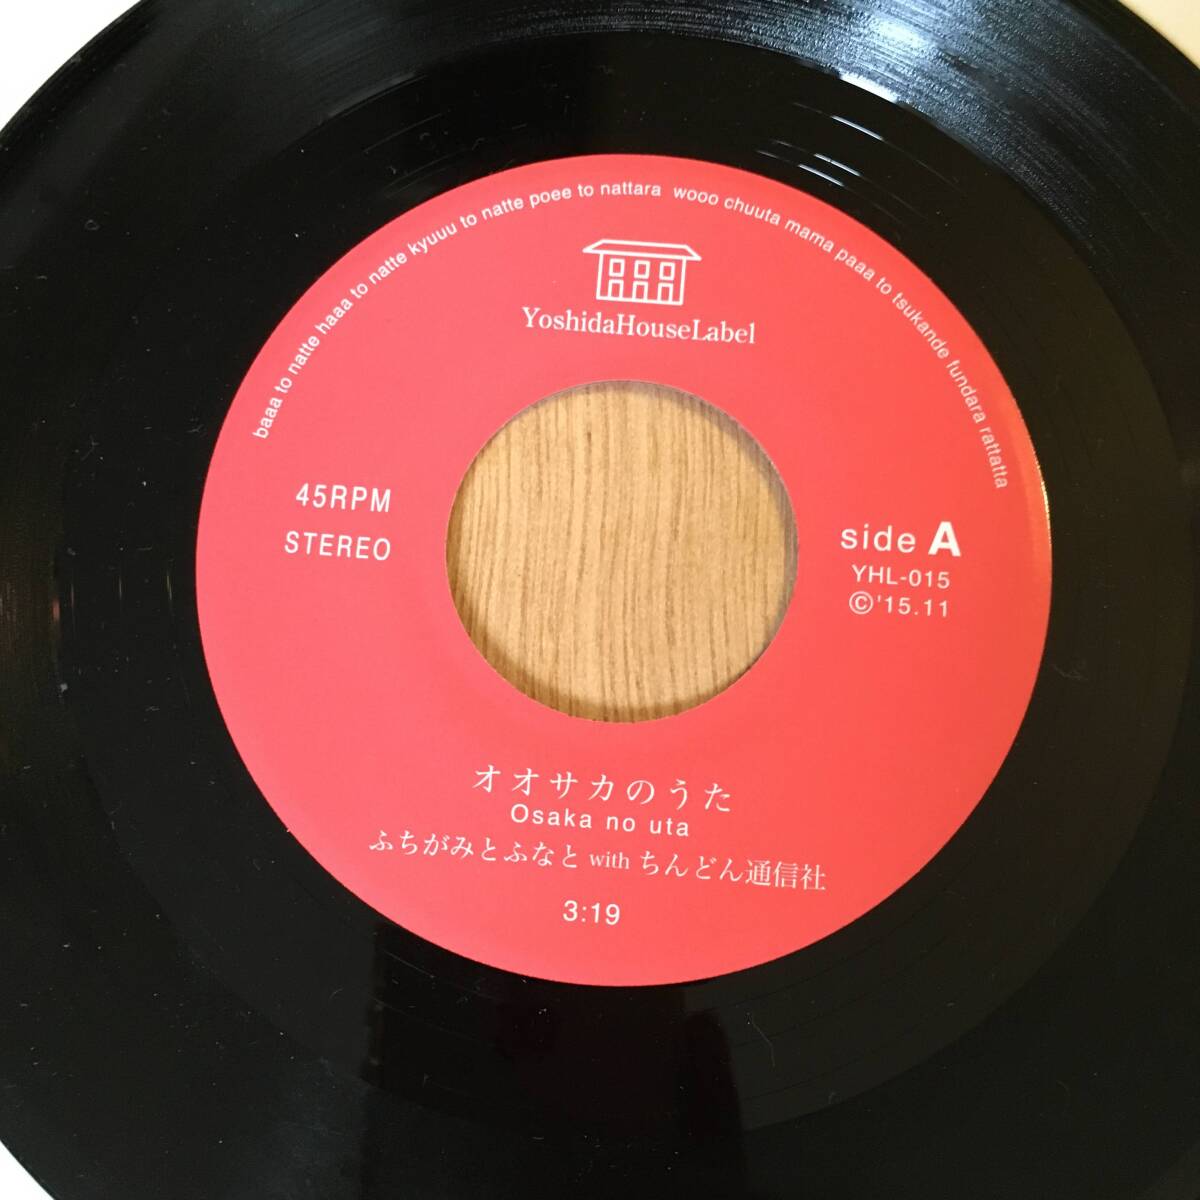 baaa to natte haaa to natte kyuuu to natte poee to nattara wooo chuuta mama paaa to tsukande fundara rattatta
YoshidaHouseLabel
45RPM
STEREO
side A
YHL-015
©'15.11
オオサカのうた
Osaka no uta
ふちがみとふなと with ちんどん通信社
3:19